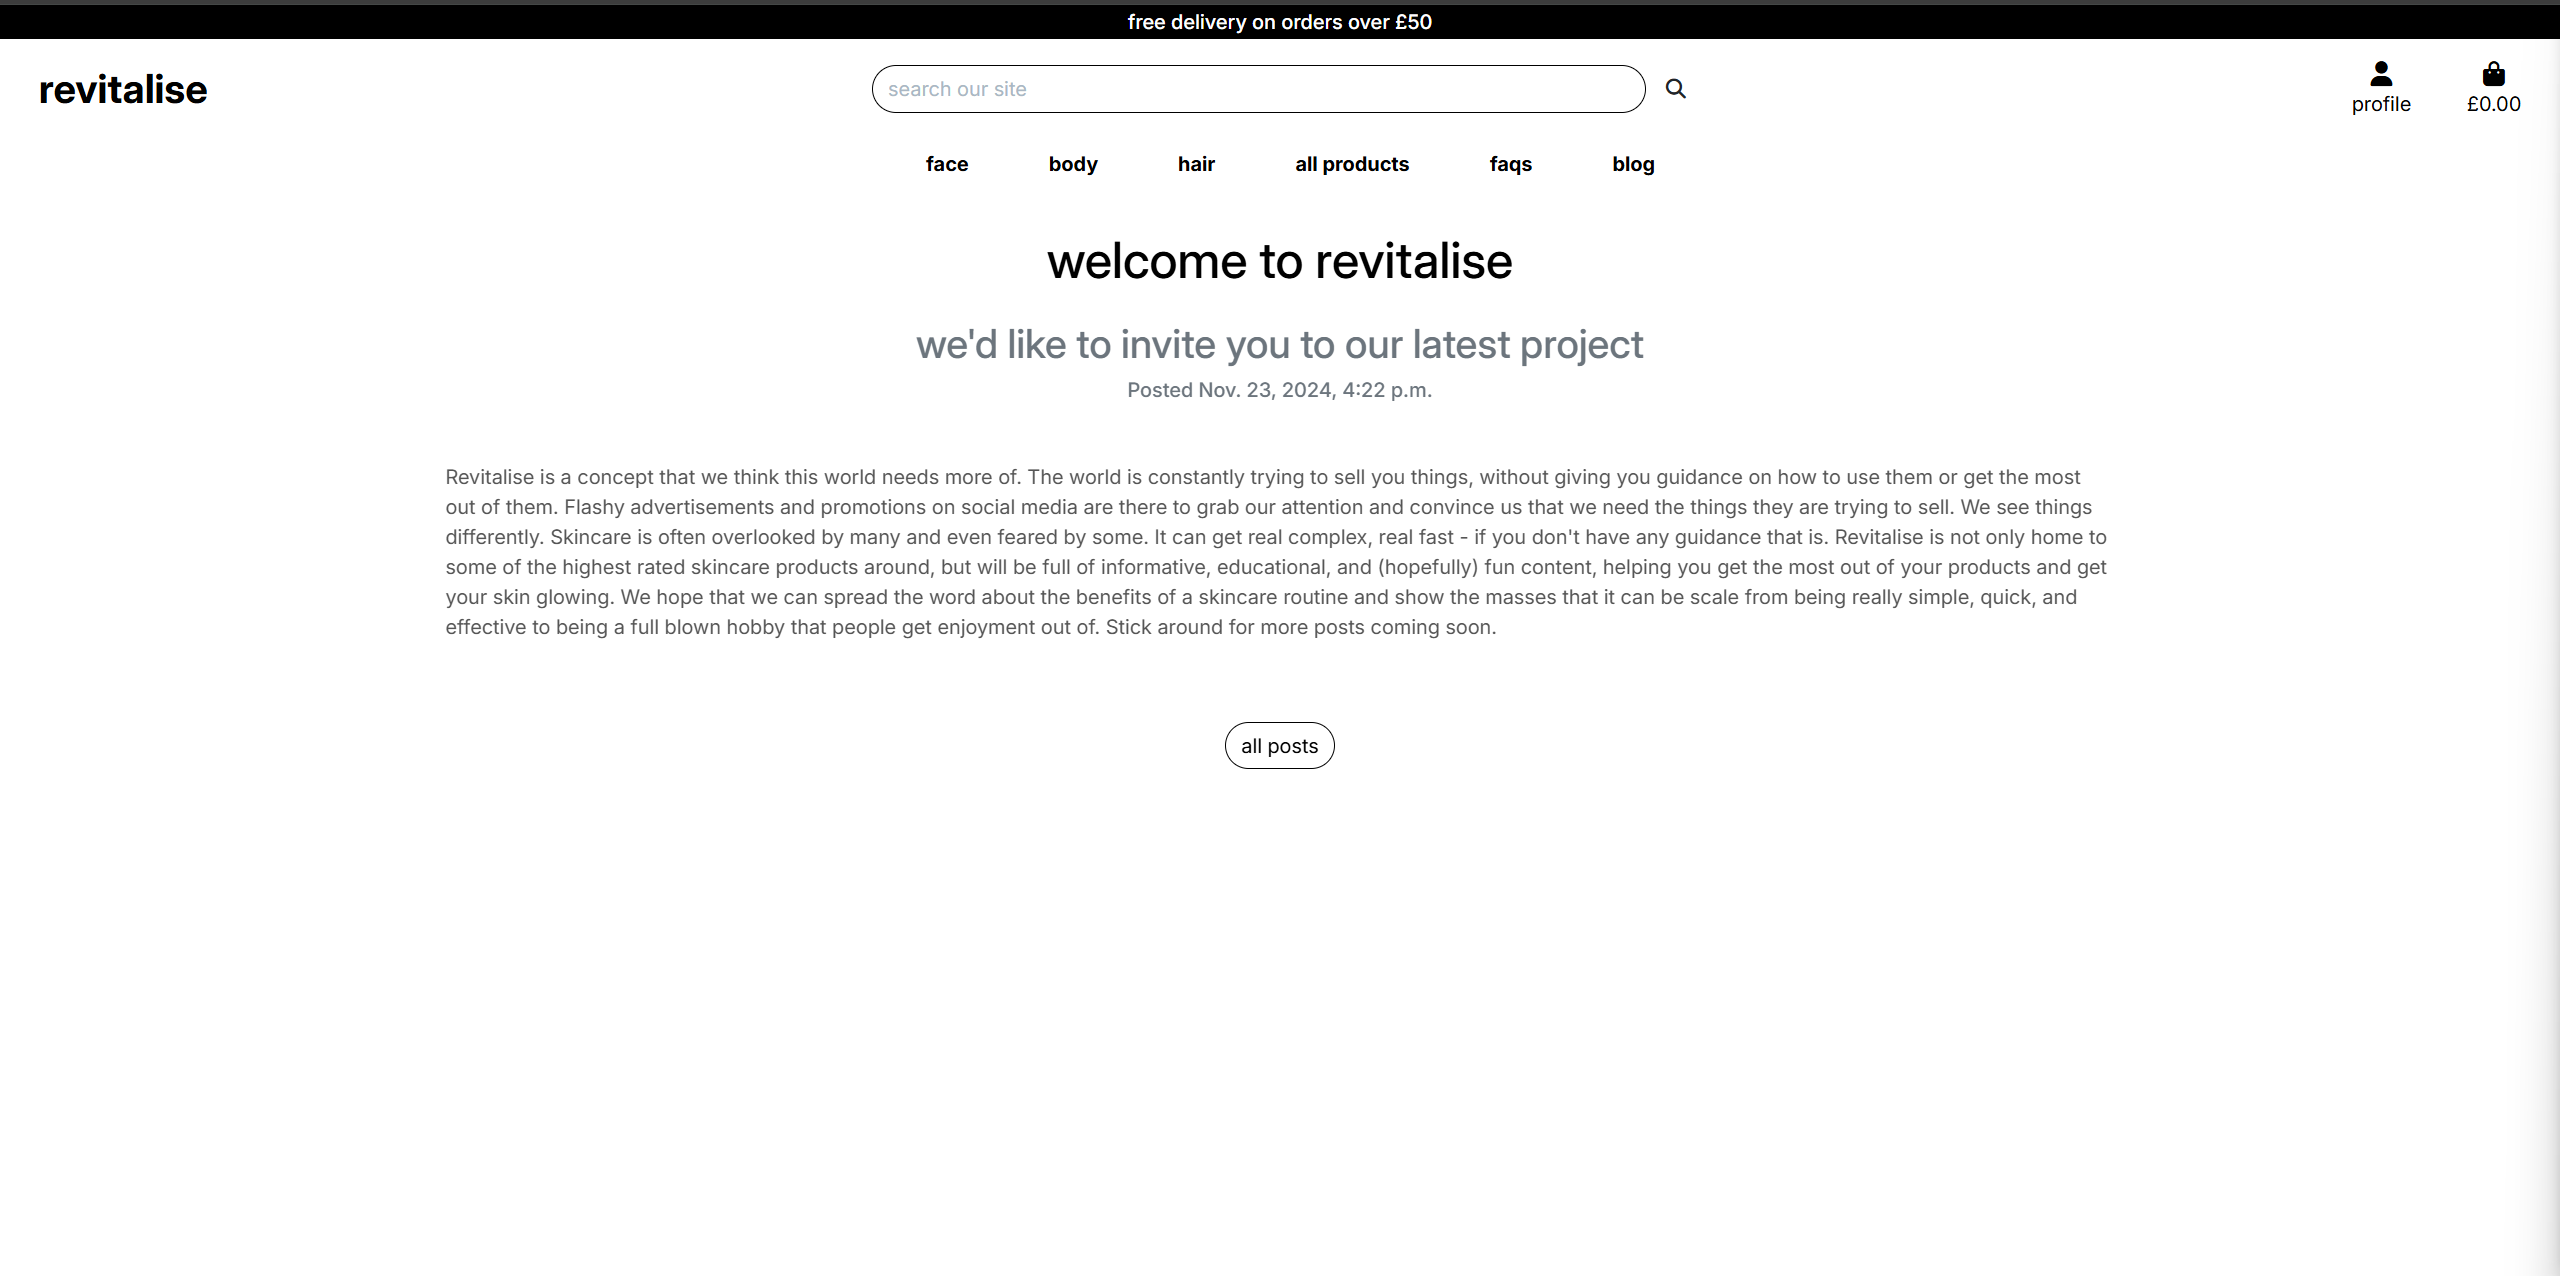 free delivery on orders over £50
revitalise
search our site
profile
£0.00
face body hair all products faqs blog
welcome to revitalise
we'd like to invite you to our latest project
Posted Nov. 23, 2024, 4:22 p.m.
Revitalise is a concept that we think this world needs more of. The world is constantly trying to sell you things, without giving you guidance on how to use them or get the most
out of them. Flashy advertisements and promotions on social media are there to grab our attention and convince us that we need the things they are trying to sell. We see things
differently. Skincare is often overlooked by many and even feared by some. It can get real complex, real fast - if you don't have any guidance that is. Revitalise is not only home to
some of the highest rated skincare products around, but will be full of informative, educational, and (hopefully) fun content, helping you get the most out of your products and get
your skin glowing. We hope that we can spread the word about the benefits of a skincare routine and show the masses that it can be scale from being really simple, quick, and
effective to being a full blown hobby that people get enjoyment out of. Stick around for more posts coming soon.
all posts